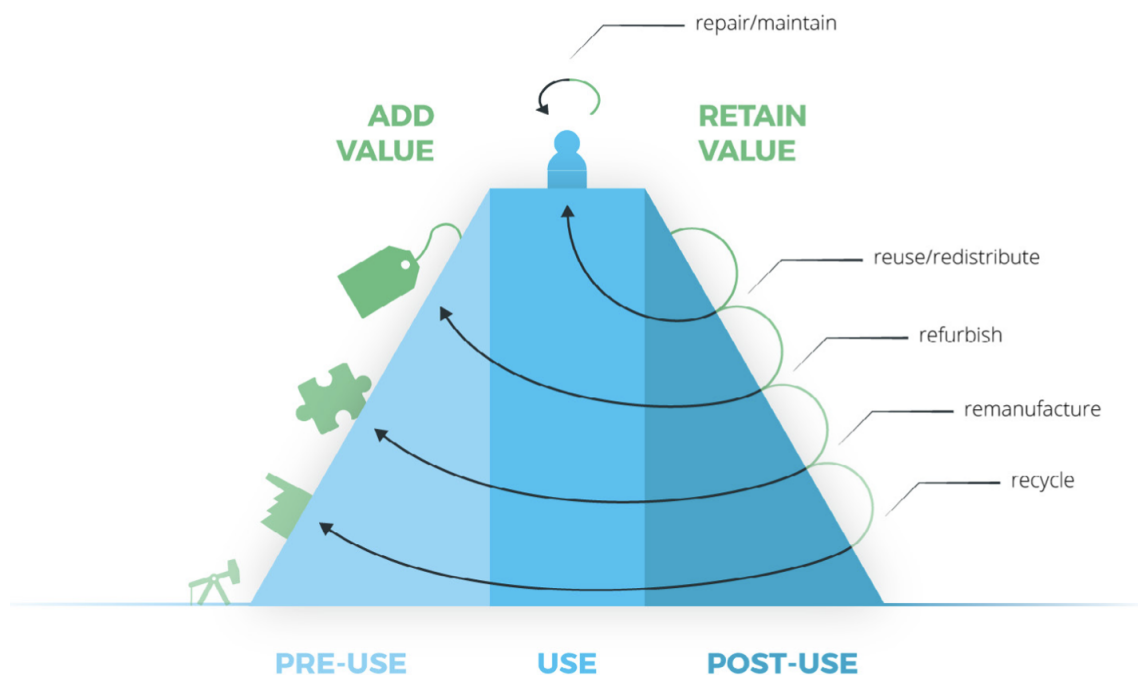 repair/maintain
ADD
VALUE
RETAIN
VALUE
reuse/redistribute
refurbish
remanufacture
recycle
PRE-USE
USE
POST-USE